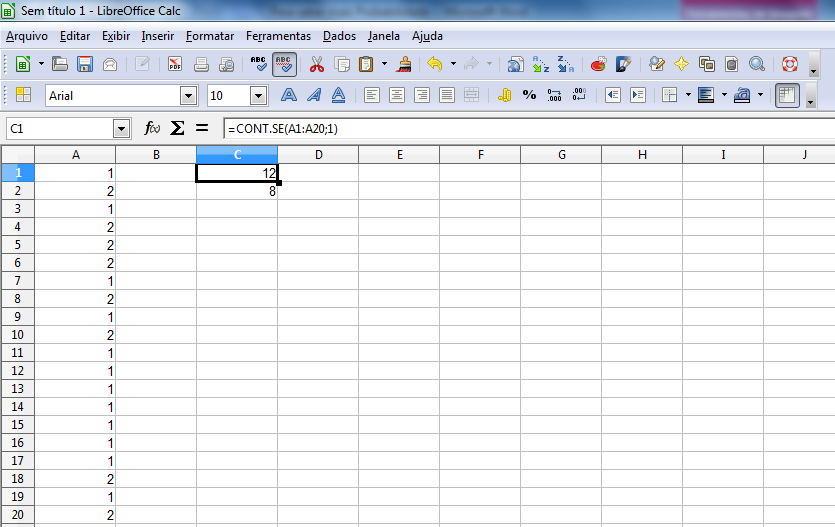 Sem título 1 - LibreOffice Calc
Arquivo Editar Exibir Inserir Formatar Ferramentas Dados Janela Ajuda
PDF ABC ABC
Arial 10
C1 =CONT.SE(A1:A20;1)
A B C D E F G H I J
1 1 12
2 2 8
3 1
4 2
5 2
6 2
7 1
8 2
9 1
10 2
11 1
12 1
13 1
14 1
15 1
16 1
17 1
18 2
19 1
20 2